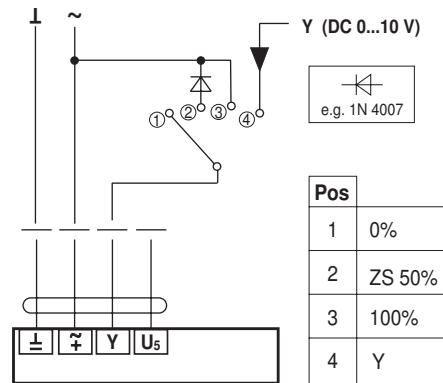 ⊥ ~
Y (DC 0...10 V)
① ② ③ ④
e.g. 1N 4007
Pos
1 0%
2 ZS 50%
3 100%
4 Y
⊥ ~+ Y U5